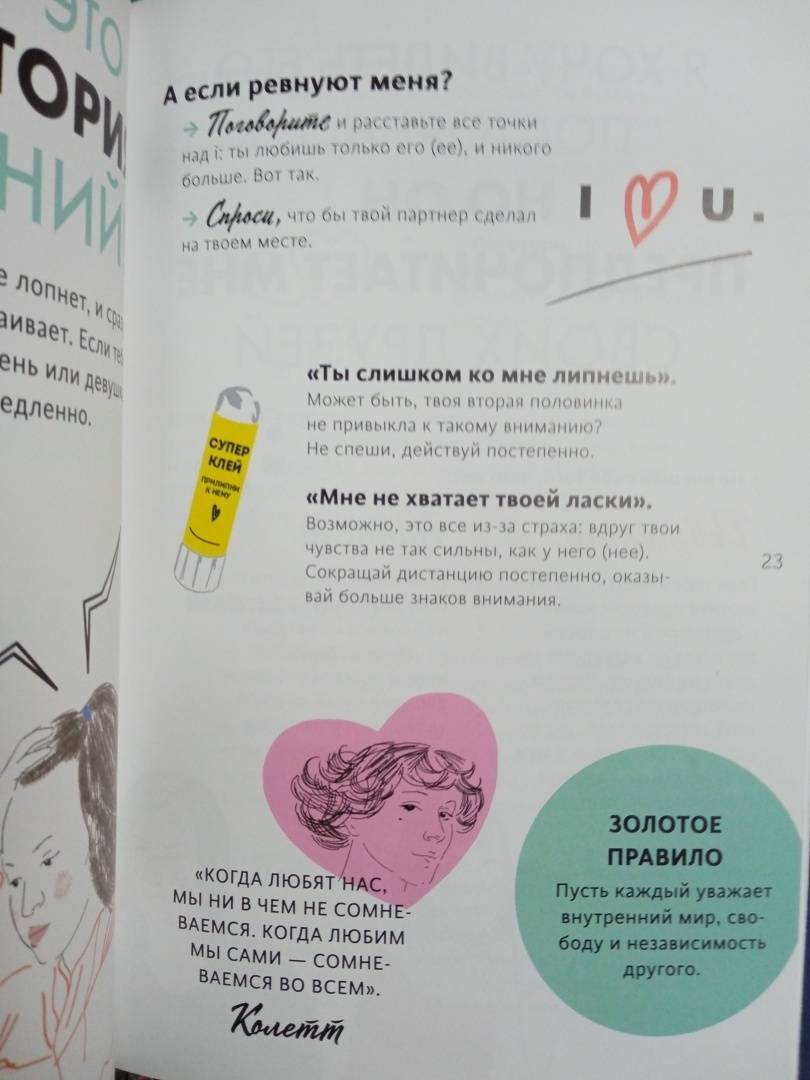 ЭТО
ТОРИ
НИЙ
е лопнет, и сра
аивает. Если те
ень или девуш
едленно.
А если ревнуют меня?
→ Поговорите и расставьте все точки
над i: ты любишь только его (ее), и никого
больше. Вот так.
→ Спроси, что бы твой партнер сделал
на твоем месте.
I U.
«Ты слишком ко мне липнешь».
Может быть, твоя вторая половинка
не привыкла к такому вниманию?
Не спеши, действуй постепенно.
СУПЕР
КЛЕЙ
ПРИЛИПНИ
К НЕМУ
«Мне не хватает твоей ласки».
Возможно, это все из-за страха: вдруг твои
чувства не так сильны, как у него (нее).
Сокращай дистанцию постепенно, оказы-
вай больше знаков внимания.
23
«КОГДА ЛЮБЯТ НАС,
МЫ НИ В ЧЕМ НЕ СОМНЕ-
ВАЕМСЯ. КОГДА ЛЮБИМ
МЫ САМИ — СОМНЕ-
ВАЕМСЯ ВО ВСЕМ».
Колетт
ЗОЛОТОЕ
ПРАВИЛО
Пусть каждый уважает
внутренний мир, сво-
боду и независимость
другого.